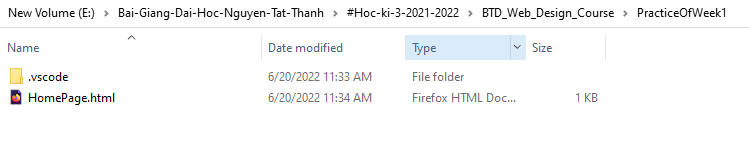 New Volume (E:) > Bai-Giang-Dai-Hoc-Nguyen-Tat-Thanh > #Hoc-ki-3-2021-2022 > BTD_Web_Design_Course > PracticeOfWeek1
Name Date modified Type Size
.vscode 6/20/2022 11:33 AM File folder
HomePage.html 6/20/2022 11:34 AM Firefox HTML Doc... 1 KB